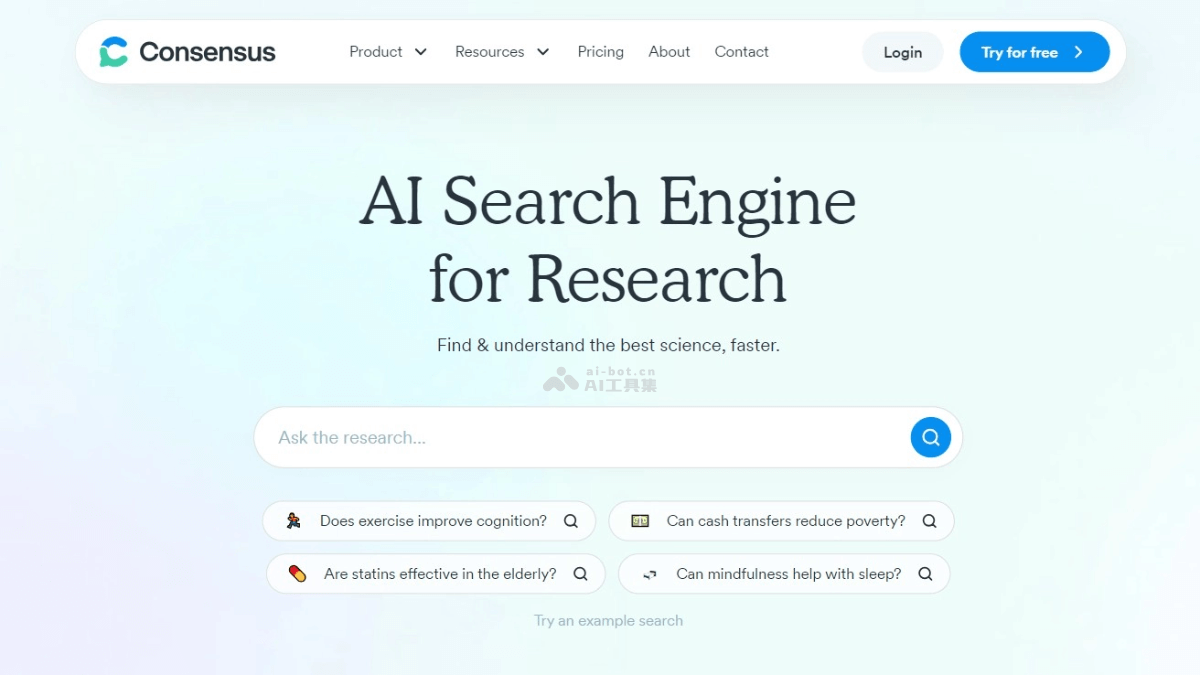 Consensus
Product Resources Pricing About Contact Login Try for free
AI Search Engine
for Research
Find & understand the best science, faster.
ai-bot.cn
AI工具集
Ask the research...
Does exercise improve cognition? Can cash transfers reduce poverty?
Are statins effective in the elderly? Can mindfulness help with sleep?
Try an example search